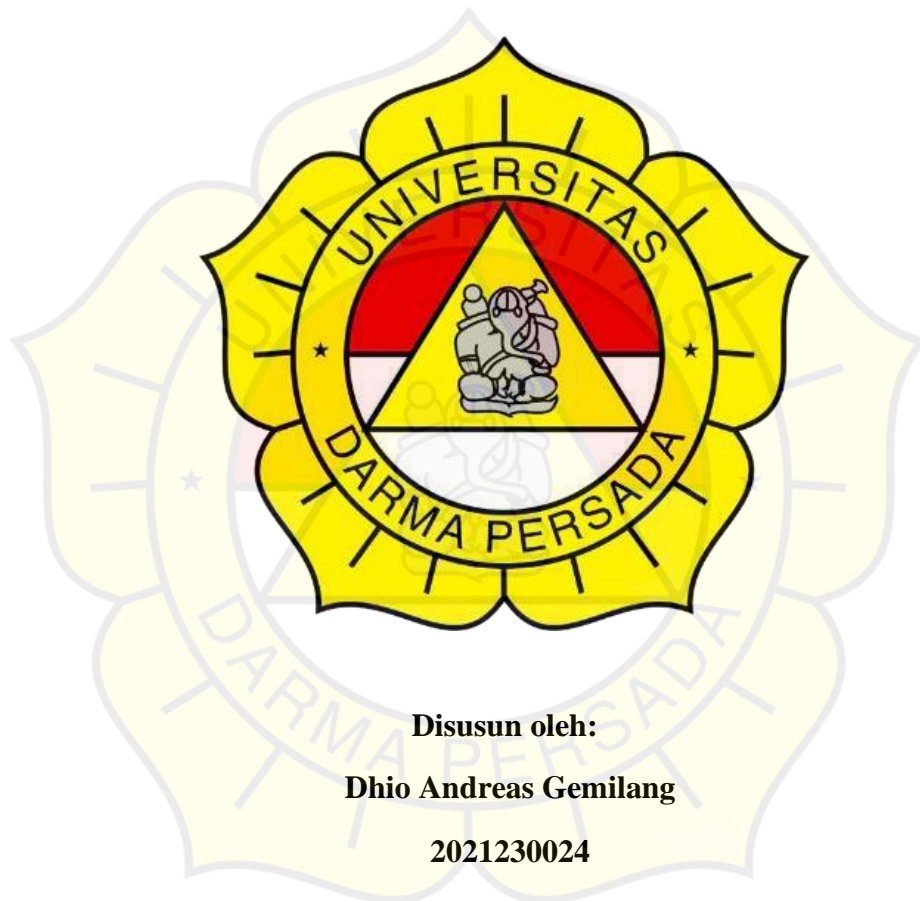 UNIVERSITAS
DARMA PERSADA
Disusun oleh:
Dhio Andreas Gemilang
2021230024